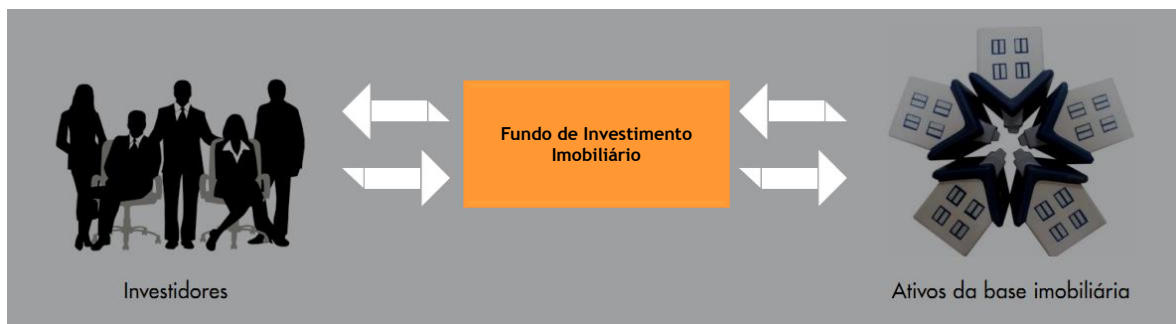 Fundo de Investimento
Imobiliário
Investidores
Ativos da base imobiliária